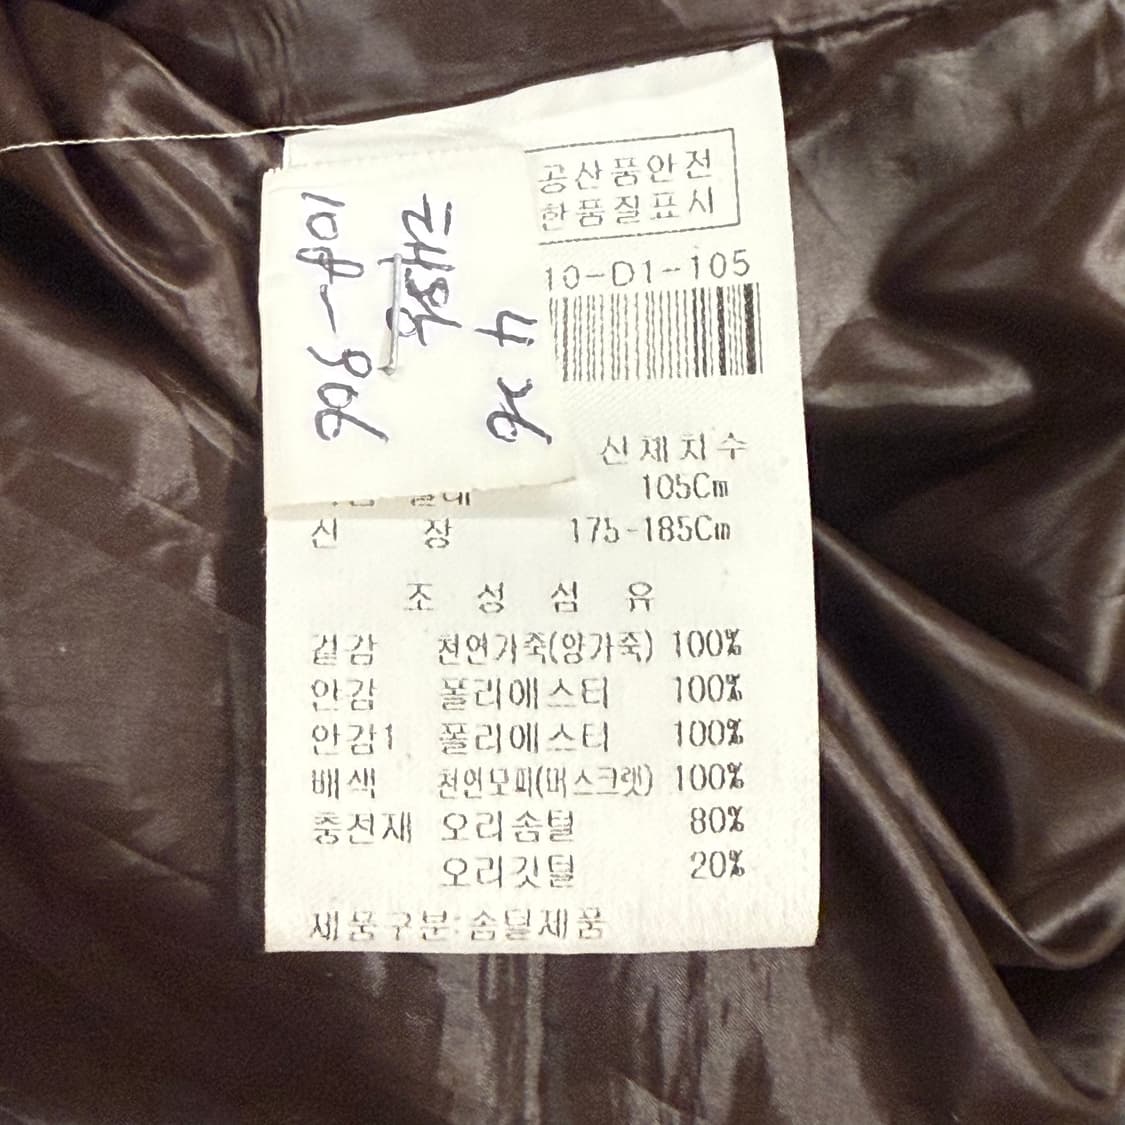 공산품안전
한품질표시
10-D1-105
신체치수
105Cm
신 장 175-185Cm
조 성 섬 유
겉감 천연가죽(양가죽) 100%
안감 폴리에스터 100%
안감1 폴리에스터 100%
배색 천연모피(머스크렛) 100%
충전재 오리솜털 80%
오리깃털 20%
제품구분:솜털제품